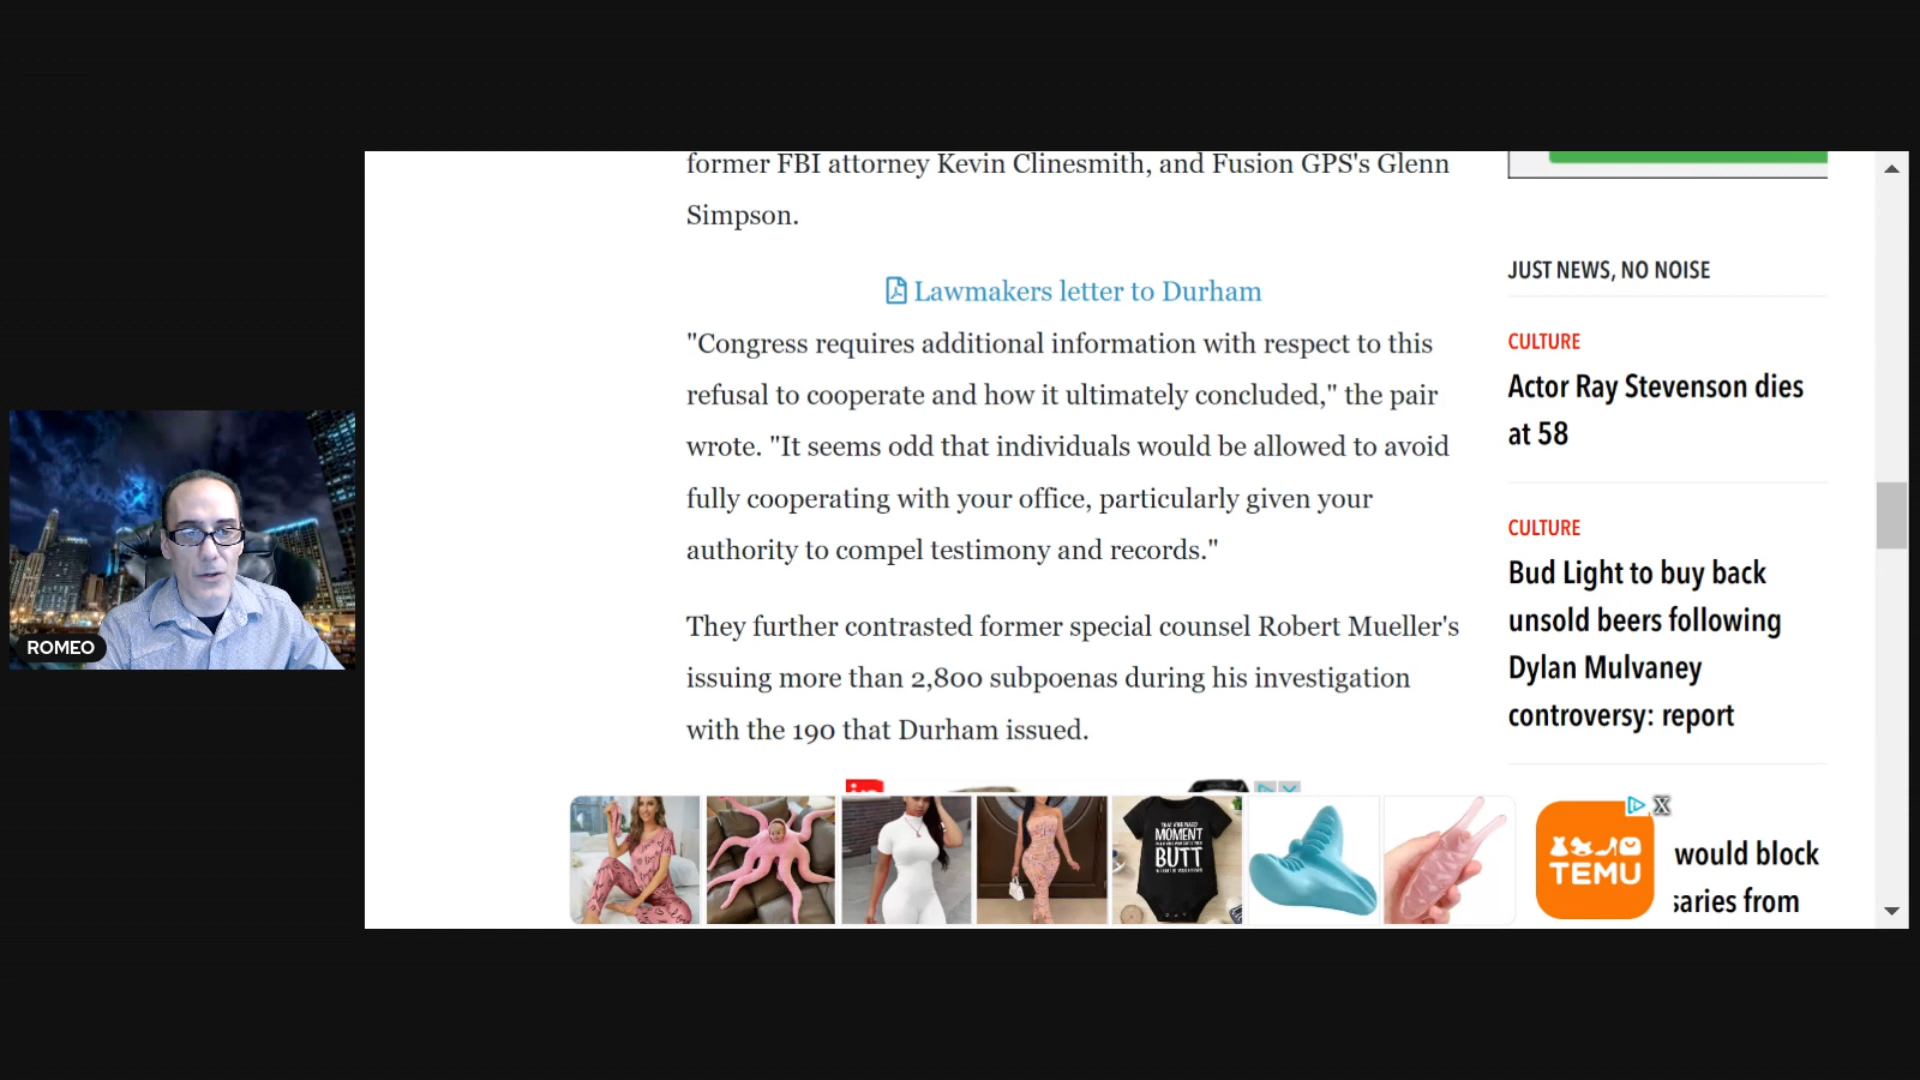 former FBI attorney Kevin Clinesmith, and Fusion GPS's Glenn
Simpson.
Lawmakers letter to Durham
"Congress requires additional information with respect to this
refusal to cooperate and how it ultimately concluded," the pair
wrote. "It seems odd that individuals would be allowed to avoid
fully cooperating with your office, particularly given your
authority to compel testimony and records."
They further contrasted former special counsel Robert Mueller's
issuing more than 2,800 subpoenas during his investigation
with the 190 that Durham issued.
JUST NEWS, NO NOISE
CULTURE
Actor Ray Stevenson dies
at 58
CULTURE
Bud Light to buy back
unsold beers following
Dylan Mulvaney
controversy: report
would block
saries from
ROMEO
MOMENT
BUTT
TEMU
X